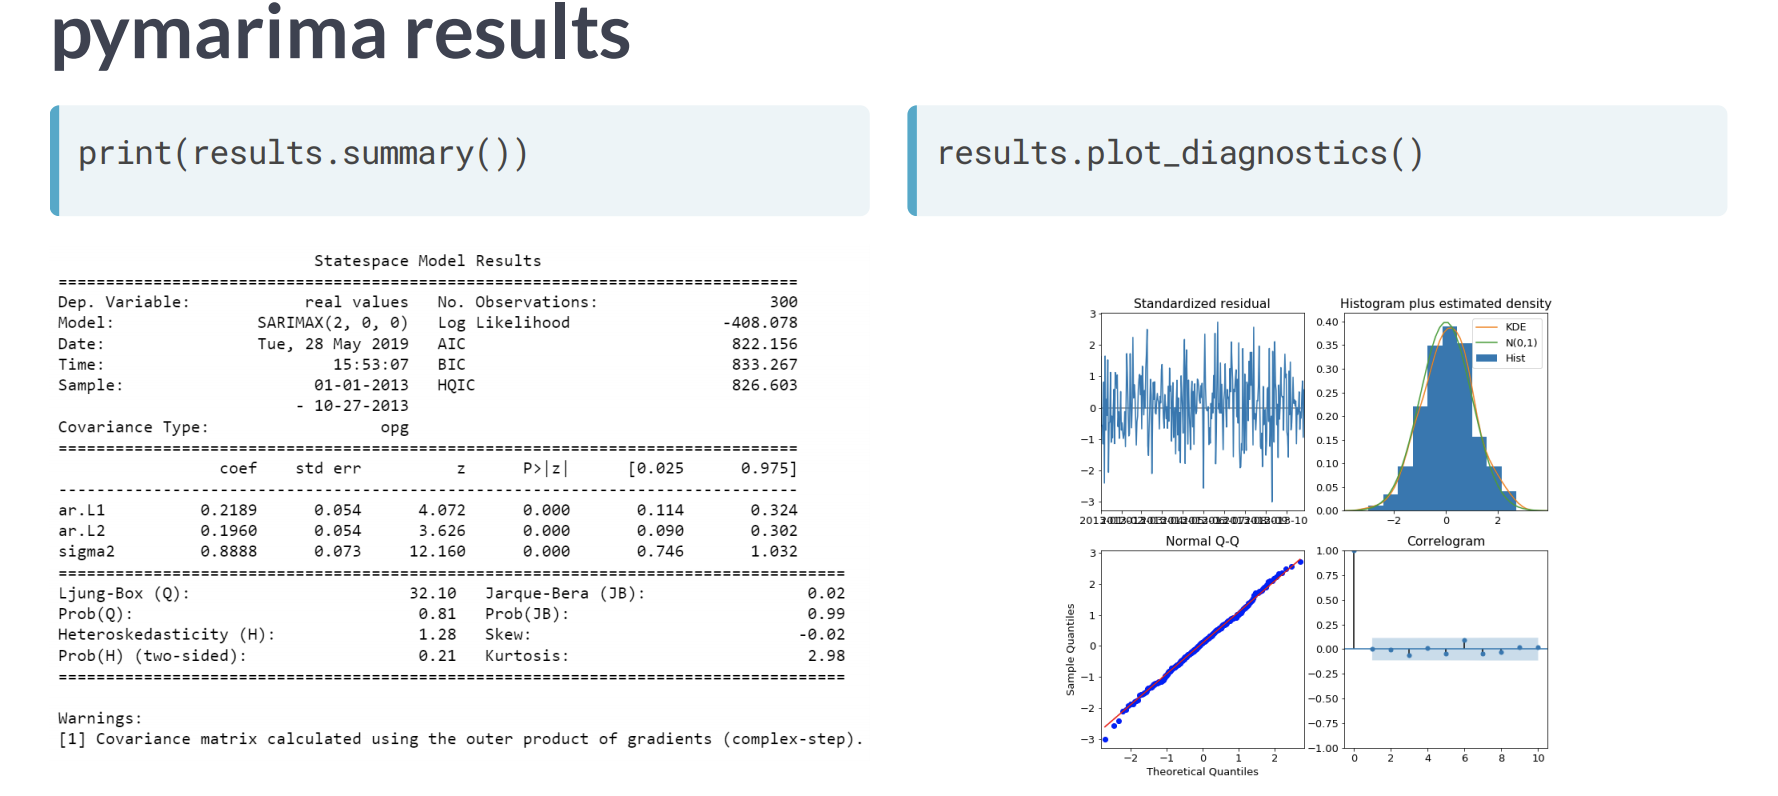 pymarima results
print(results.summary())
results.plot_diagnostics()
Statespace Model Results
==============================================================================
Dep. Variable: real values No. Observations: 300
Model: SARIMAX(2, 0, 0) Log Likelihood -408.078
Date: Tue, 28 May 2019 AIC 822.156
Time: 15:53:07 BIC 833.267
Sample: 01-01-2013 HQIC 826.603
- 10-27-2013
Covariance Type: opg
==============================================================================
coef std err z P>|z| [0.025 0.975]
------------------------------------------------------------------------------
ar.L1 0.2189 0.054 4.072 0.000 0.114 0.324
ar.L2 0.1960 0.054 3.626 0.000 0.090 0.302
sigma2 0.8888 0.073 12.160 0.000 0.746 1.032
===================================================================================
Ljung-Box (Q): 32.10 Jarque-Bera (JB): 0.02
Prob(Q): 0.81 Prob(JB): 0.99
Heteroskedasticity (H): 1.28 Skew: -0.02
Prob(H) (two-sided): 0.21 Kurtosis: 2.98
===================================================================================
Warnings:
[1] Covariance matrix calculated using the outer product of gradients (complex-step).
Standardized residual
3
2
1
0
−1
−2
−3
Histogram plus estimated density
KDE
N(0,1)
Hist
0.40
0.35
0.30
0.25
0.20
0.15
0.10
0.05
0.00
−2 0 2
Normal Q-Q
3
2
1
0
−1
−2
−3
Sample Quantiles
−2 −1 0 1 2
Theoretical Quantiles
Correlogram
1.00
0.75
0.50
0.25
0.00
−0.25
−0.50
−0.75
−1.00
0 2 4 6 8 10